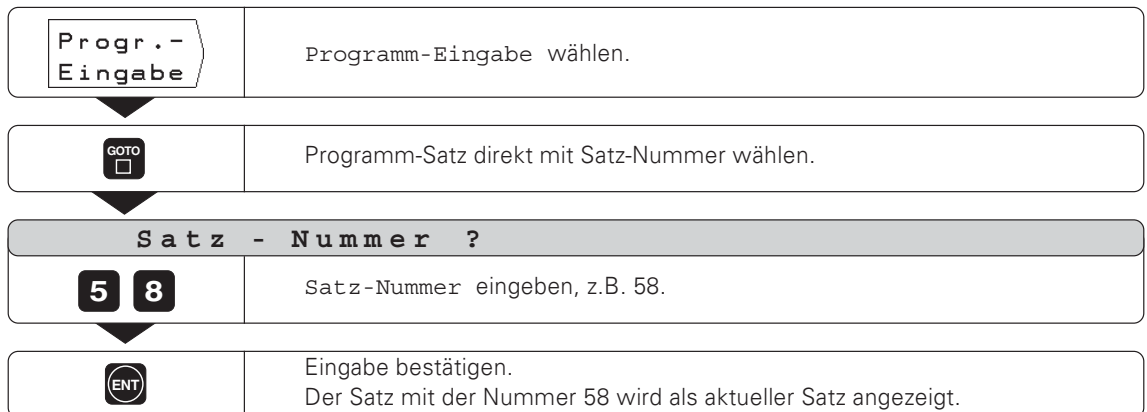 Progr.-
Eingabe
Programm-Eingabe wählen.
GOTO
Programm-Satz direkt mit Satz-Nummer wählen.
Satz - Nummer ?
5 8
Satz-Nummer eingeben, z.B. 58.
ENT
Eingabe bestätigen.
Der Satz mit der Nummer 58 wird als aktueller Satz angezeigt.